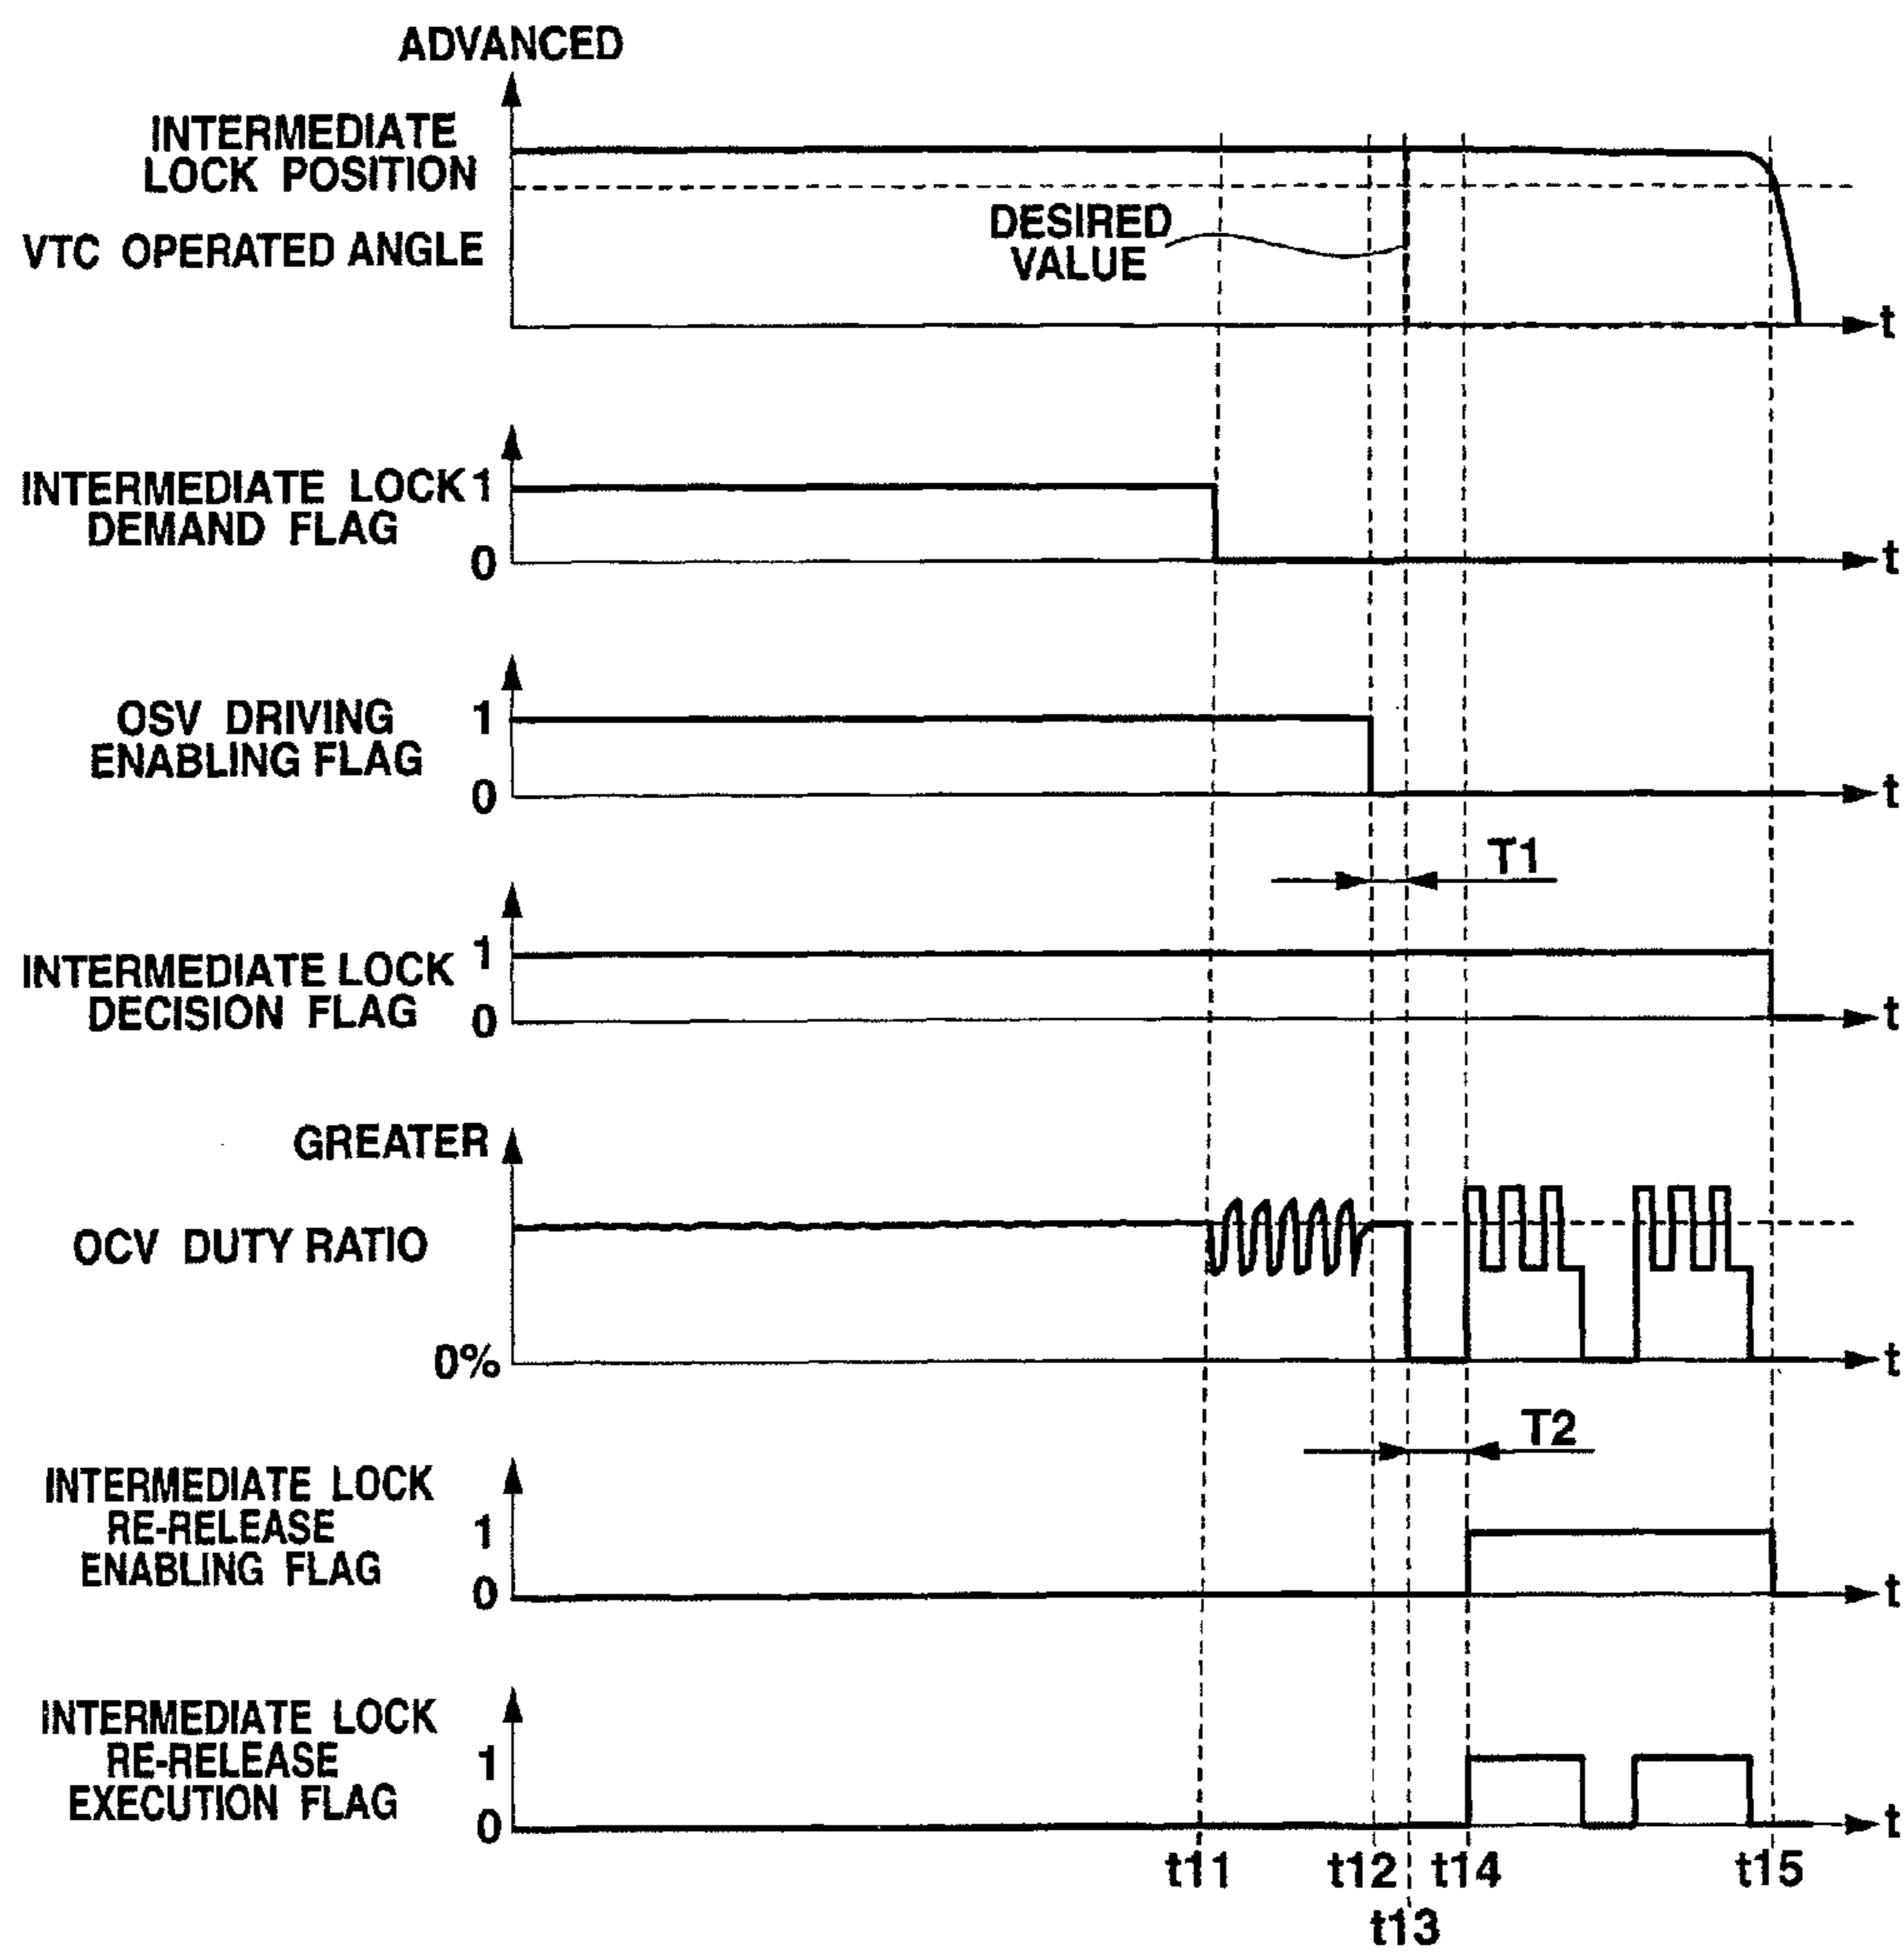 ADVANCED
INTERMEDIATE
LOCK POSITION
DESIRED
VALUE
VTC OPERATED ANGLE
t
INTERMEDIATE LOCK
DEMAND FLAG
1
0
t
OSV DRIVING
ENABLING FLAG
1
0
t
T1
INTERMEDIATE LOCK
DECISION FLAG
1
0
t
GREATER
OCV DUTY RATIO
0%
t
T2
INTERMEDIATE LOCK
RE-RELEASE
ENABLING FLAG
1
0
t
INTERMEDIATE LOCK
RE-RELEASE
EXECUTION FLAG
1
0
t
t11
t12
t14
t15
t13